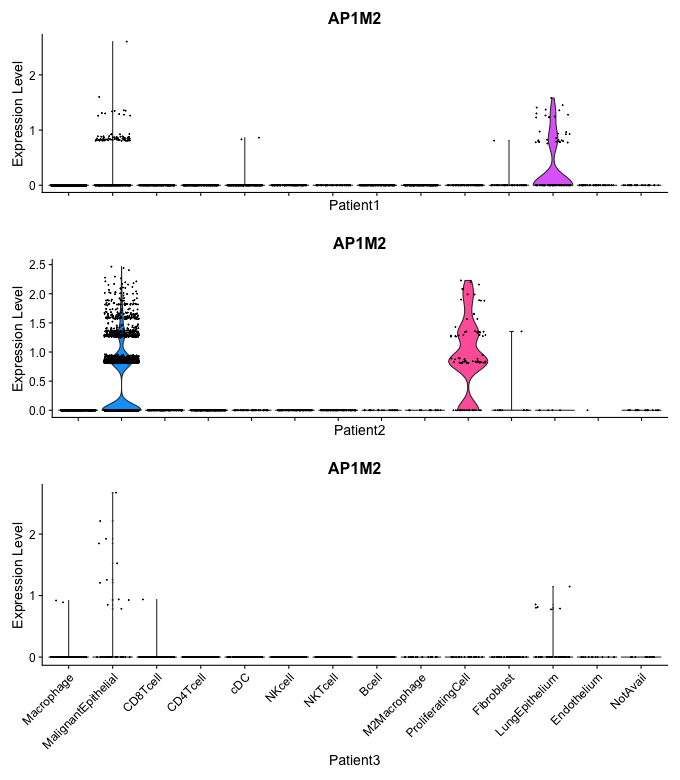 AP1M2
Expression Level
2
1
0
Patient1
AP1M2
Expression Level
2.5
2.0
1.5
1.0
0.5
0.0
Patient2
AP1M2
Expression Level
2
1
0
Macrophage
MalignantEpithelial
CD8Tcell
CD4Tcell
cDC
NKcell
NKTcell
Bcell
M2Macrophage
ProliferatingCell
Fibroblast
LungEpithelium
Endothelium
NotAvail
Patient3